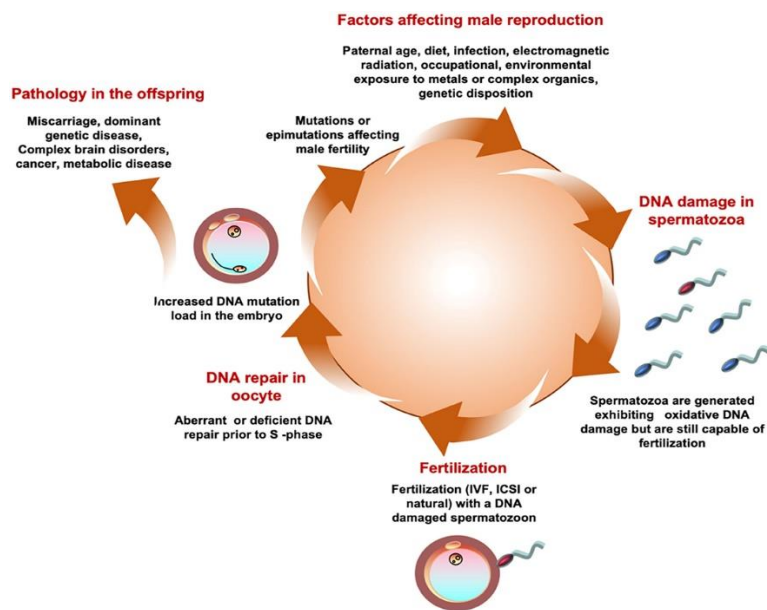 Factors affecting male reproduction
Paternal age, diet, infection, electromagnetic
radiation, occupational, environmental
exposure to metals or complex organics,
genetic disposition
Pathology in the offspring
Miscarriage, dominant
genetic disease,
Complex brain disorders,
cancer, metabolic disease
Mutations or
epimutations affecting
male fertility
DNA damage in
spermatozoa
Increased DNA mutation
load in the embryo
DNA repair in
oocyte
Aberrant or deficient DNA
repair prior to S -phase
Spermatozoa are generated
exhibiting oxidative DNA
damage but are still capable of
fertilization
Fertilization
Fertilization (IVF, ICSI or
natural) with a DNA
damaged spermatozoon